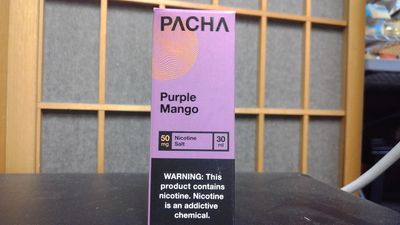 PACHA
Purple
Mango
50
mg
Nicotine
Salt
30
ml
WARNING: This
product contains
nicotine. Nicotine
is an addictive
chemical.